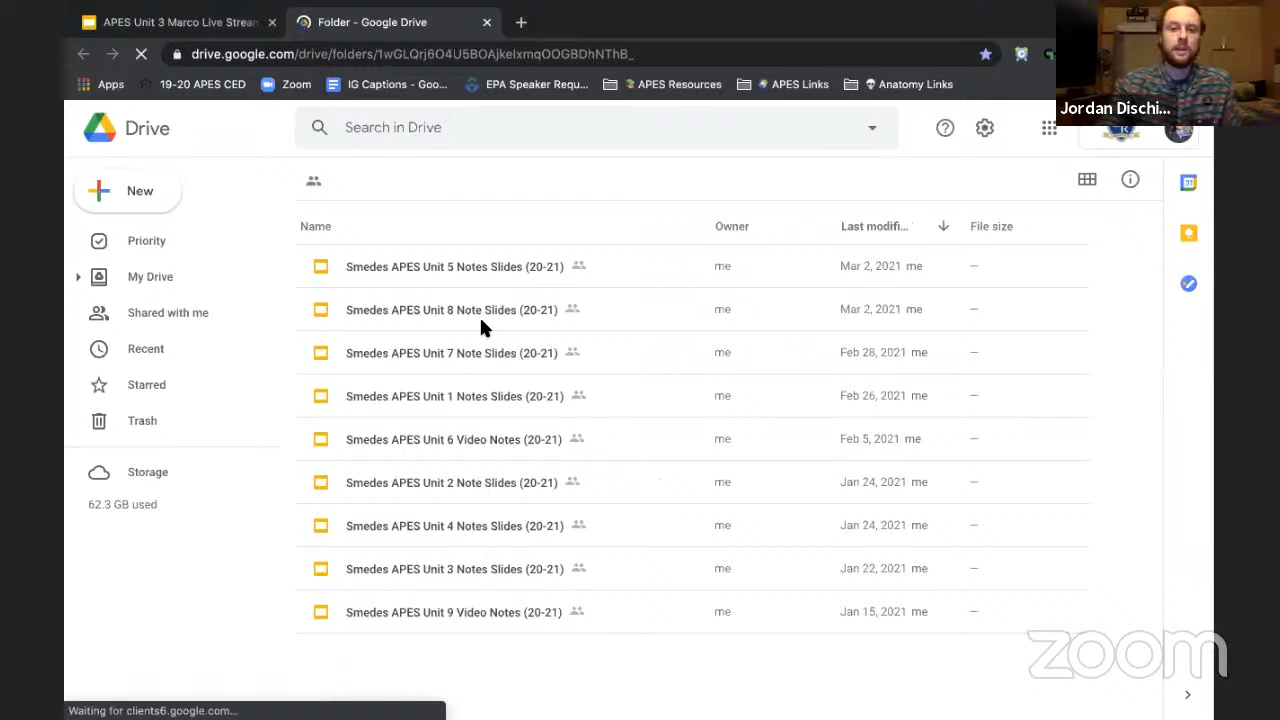 APES Unit 3 Marco Live Stream
Folder - Google Drive
drive.google.com/drive/folders/
Apps
19-20 APES CED
Zoom
IG Captions - Goo...
EPA Speaker Requ...
APES Resources
APES Links
Anatomy Links
Jordan Dischi...
Drive
Search in Drive
New
Priority
My Drive
Shared with me
Recent
Starred
Trash
Storage
62.3 GB used
Name Owner Last modifi... File size
Smedes APES Unit 5 Notes Slides (20-21) me Mar 2, 2021 me —
Smedes APES Unit 8 Note Slides (20-21) me Mar 2, 2021 me —
Smedes APES Unit 7 Note Slides (20-21) me Feb 28, 2021 me —
Smedes APES Unit 1 Notes Slides (20-21) me Feb 26, 2021 me —
Smedes APES Unit 6 Video Notes (20-21) me Feb 5, 2021 me —
Smedes APES Unit 2 Note Slides (20-21) me Jan 24, 2021 me —
Smedes APES Unit 4 Notes Slides (20-21) me Jan 24, 2021 me —
Smedes APES Unit 3 Notes Slides (20-21) me Jan 22, 2021 me —
Smedes APES Unit 9 Video Notes (20-21) me Jan 15, 2021 me —
31
zoom
Waiting for clients6.google.com...